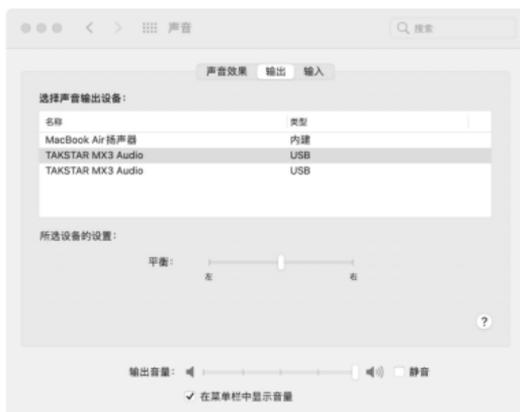 声音
搜索
声音效果 输出 输入
选择声音输出设备：
名称 类型
MacBook Air扬声器 内建
TAKSTAR MX3 Audio USB
TAKSTAR MX3 Audio USB
所选设备的设置：
平衡：
左 右
?
输出音量： 静音
在菜单栏中显示音量